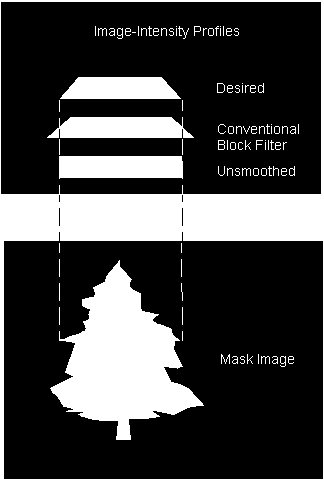 Image-Intensity Profiles
Desired
Conventional
Block Filter
Unsmoothed
Mask Image